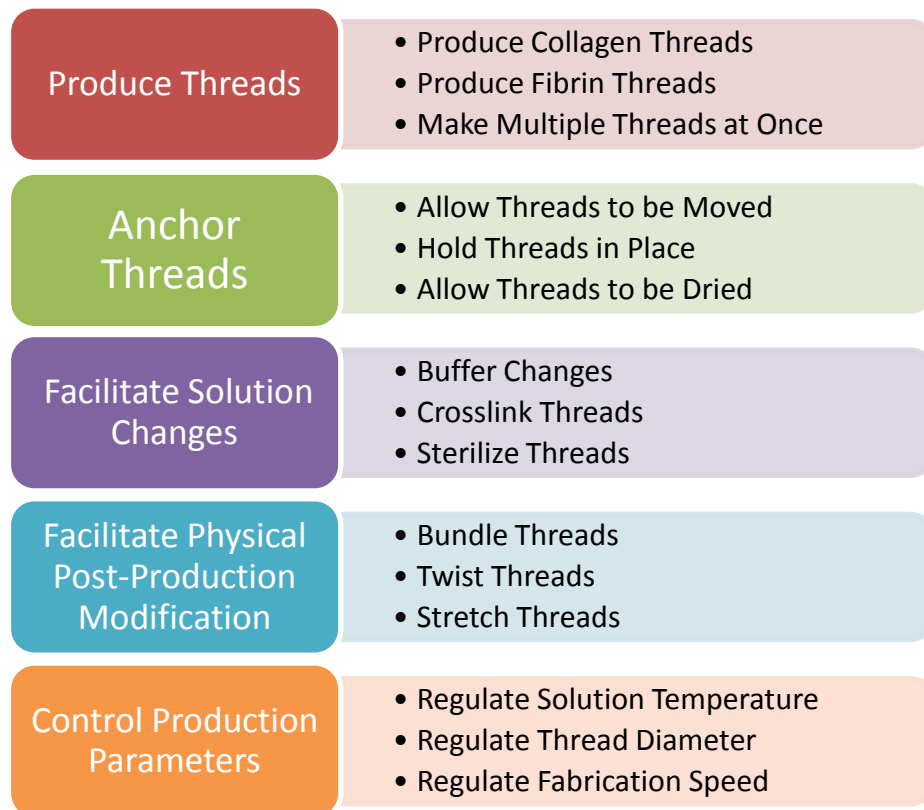 Produce Threads
• Produce Collagen Threads
• Produce Fibrin Threads
• Make Multiple Threads at Once
Anchor
Threads
• Allow Threads to be Moved
• Hold Threads in Place
• Allow Threads to be Dried
Facilitate Solution
Changes
• Buffer Changes
• Crosslink Threads
• Sterilize Threads
Facilitate Physical
Post-Production
Modification
• Bundle Threads
• Twist Threads
• Stretch Threads
Control Production
Parameters
• Regulate Solution Temperature
• Regulate Thread Diameter
• Regulate Fabrication Speed